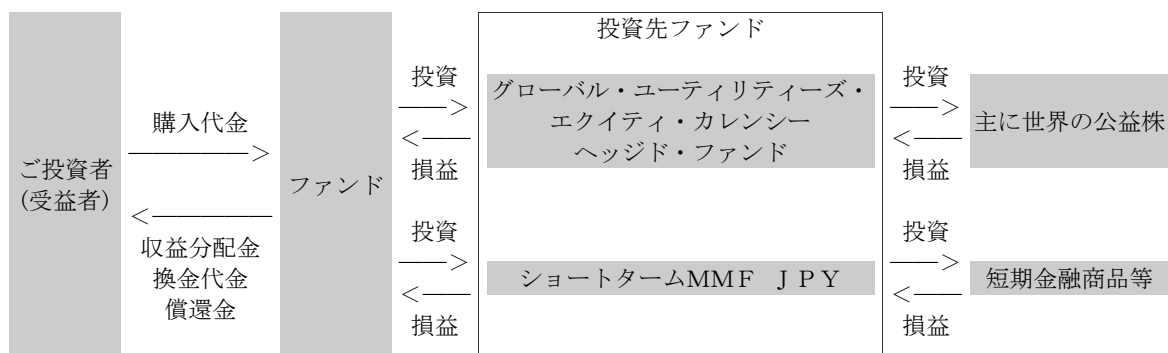 ご投資者
(受益者)
購入代金
収益分配金
換金代金
償還金
ファンド
投資
損益
投資
損益
投資先ファンド
グローバル・ユーティリティーズ・
エクイティ・カレンシー
ヘッジド・ファンド
ショートタームMMF JPY
投資
損益
投資
損益
主に世界の公益株
短期金融商品等